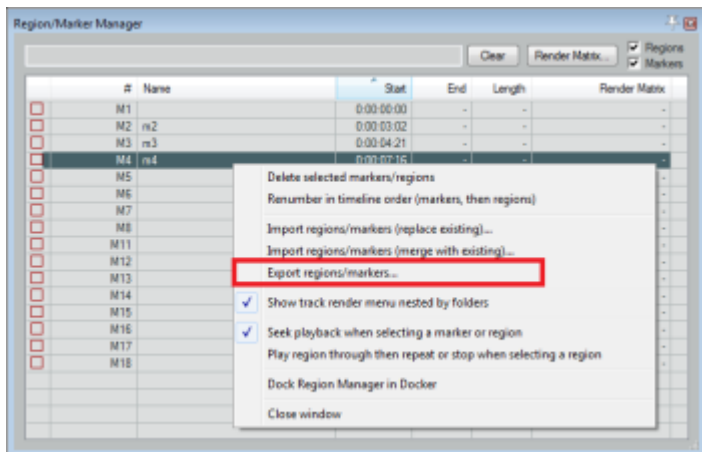 Region/Marker Manager
Clear
Render Matrix...
Regions
Markers
# Name Start End Length Render Matrix
M1 0:00:00:00 - - -
M2 m2 0:00:03:02 - - -
M3 m3 0:00:04:21 - - -
M4 m4 0:00:07:16 - - -
M5 -
M6 -
M7 -
M8 -
M11 -
M12 -
M13 -
M14 -
M15 -
M16 -
M17 -
M18 -
Delete selected markers/regions
Renumber in timeline order (markers, then regions)
Import regions/markers (replace existing)...
Import regions/markers (merge with existing)...
Export regions/markers...
Show track render menu nested by folders
Seek playback when selecting a marker or region
Play region through then repeat or stop when selecting a region
Dock Region Manager in Docker
Close window